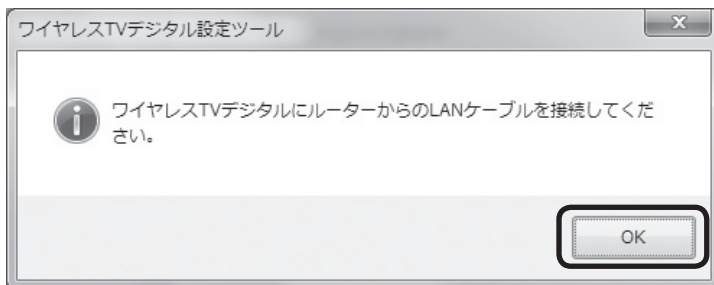 ワイヤレスTVデジタル設定ツール
ワイヤレスTVデジタルにルーターからのLANケーブルを接続してくだ
さい。
OK